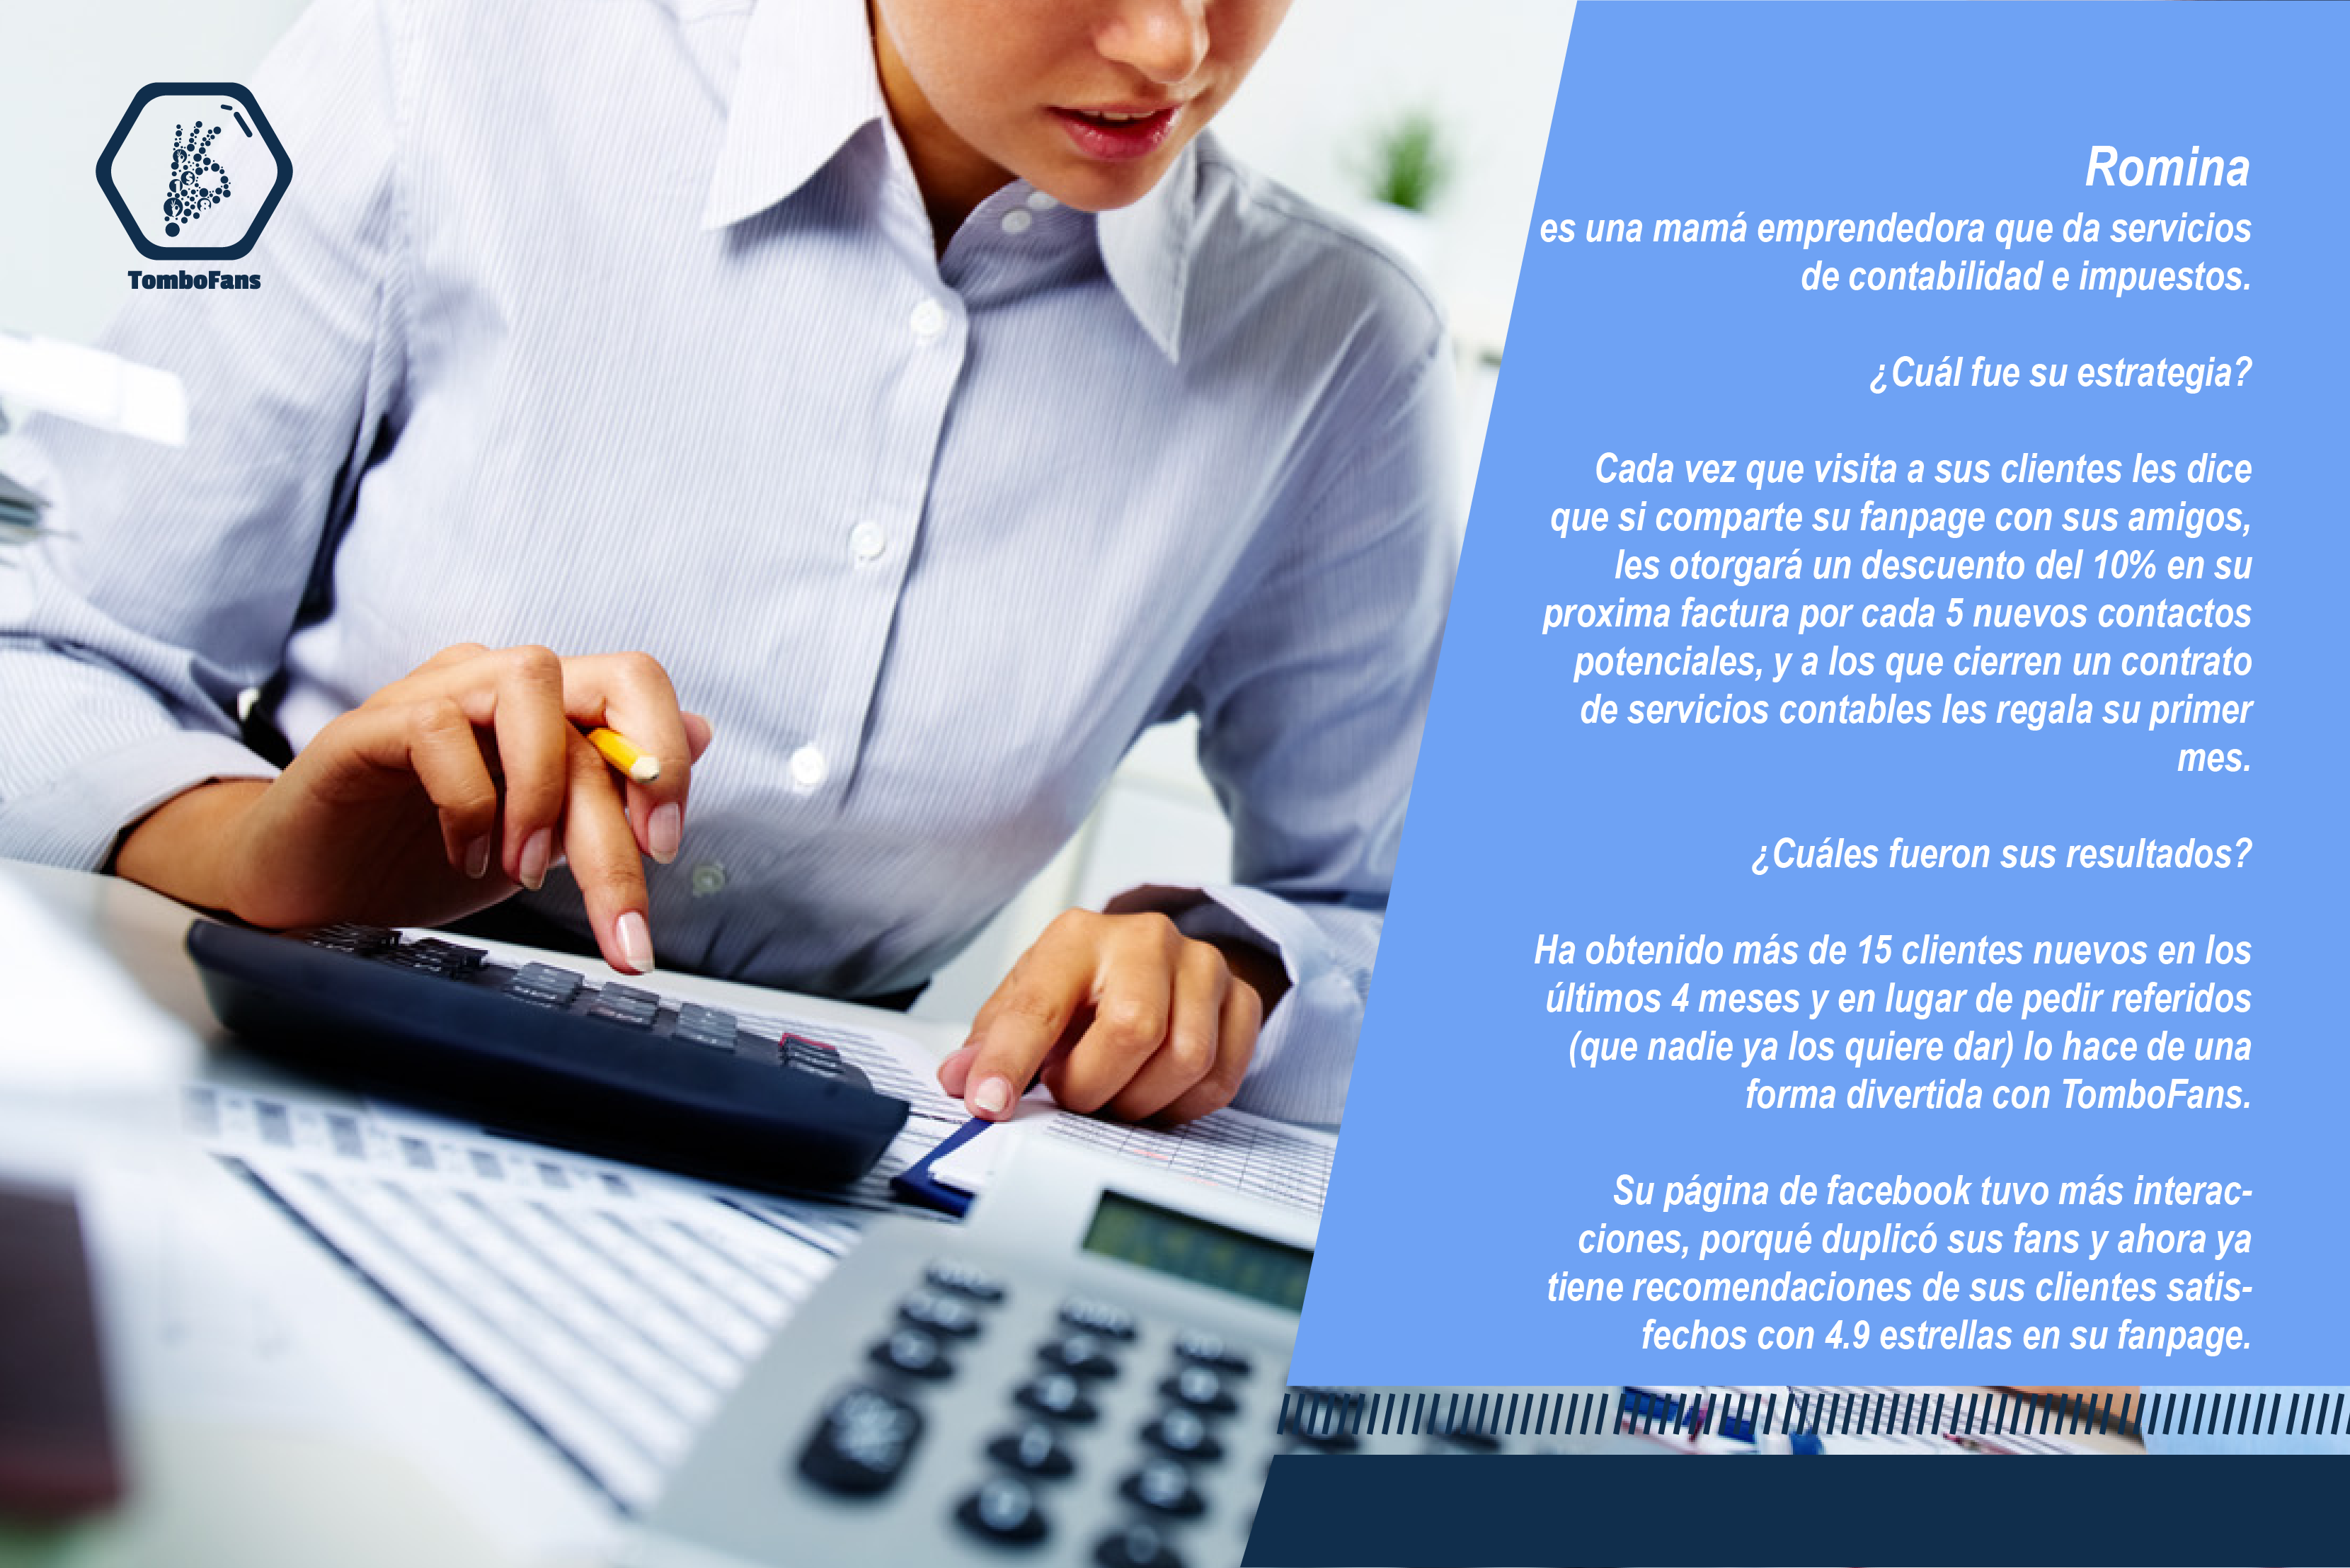 TomboFans
Romina
es una mamá emprendedora que da servicios
de contabilidad e impuestos.
¿Cuál fue su estrategia?
Cada vez que visita a sus clientes les dice
que si comparte su fanpage con sus amigos,
les otorgará un descuento del 10% en su
proxima factura por cada 5 nuevos contactos
potenciales, y a los que cierren un contrato
de servicios contables les regala su primer
mes.
¿Cuáles fueron sus resultados?
Ha obtenido más de 15 clientes nuevos en los
últimos 4 meses y en lugar de pedir referidos
(que nadie ya los quiere dar) lo hace de una
forma divertida con TomboFans.
Su página de facebook tuvo más interac-
ciones, porqué duplicó sus fans y ahora ya
tiene recomendaciones de sus clientes satis-
fechos con 4.9 estrellas en su fanpage.